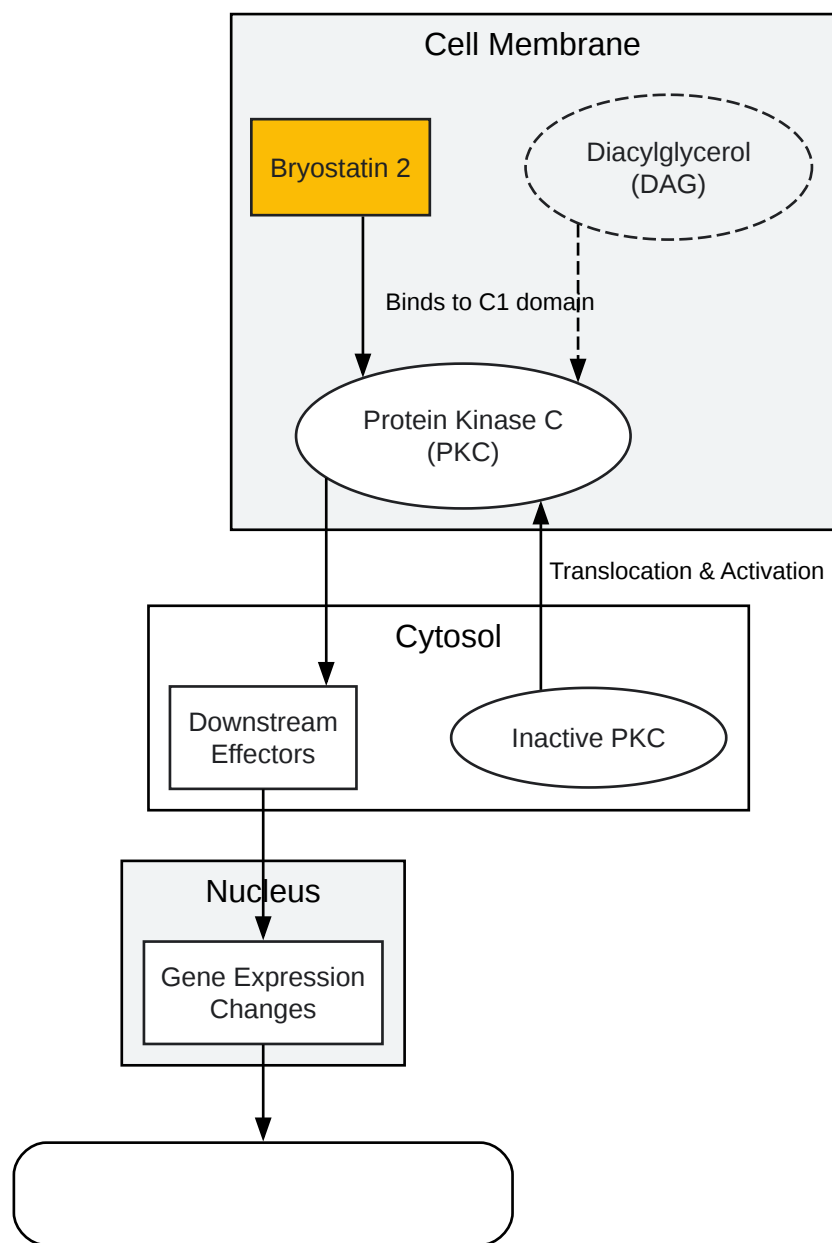 Cell Membrane
Bryostatin 2
Diacylglycerol
(DAG)
Binds to C1 domain
Protein Kinase C
(PKC)
Translocation & Activation
Cytosol
Downstream
Effectors
Inactive PKC
Nucleus
Gene Expression
Changes